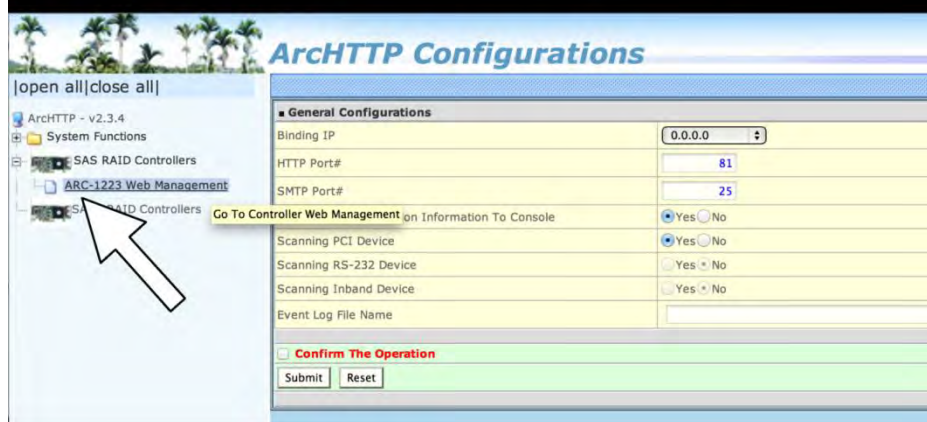 ArcHTTP Configurations
|open all|close all|
ArcHTTP - v2.3.4
System Functions
SAS RAID Controllers
ARC-1223 Web Management
RAID Controllers
Go To Controller Web Management
General Configurations
Binding IP 0.0.0.0
HTTP Port# 81
SMTP Port# 25
Information To Console Yes No
Scanning PCI Device Yes No
Scanning RS-232 Device Yes No
Scanning Inband Device Yes No
Event Log File Name
Confirm The Operation
Submit Reset